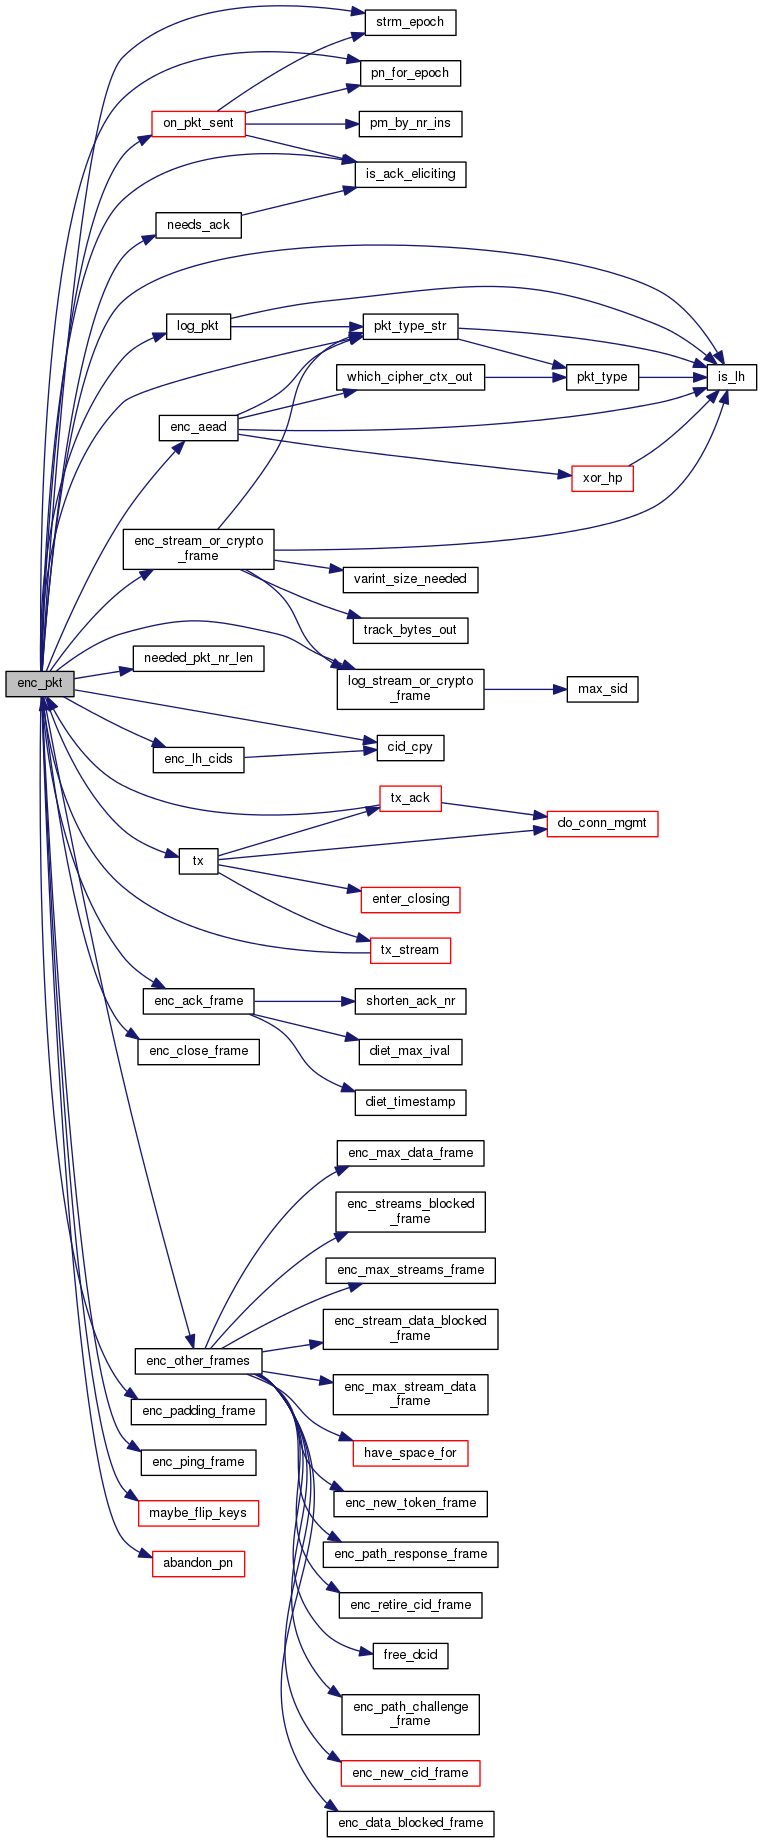 strm_epoch
pn_for_epoch
on_pkt_sent
pm_by_nr_ins
is_ack_eliciting
needs_ack
log_pkt
pkt_type_str
which_cipher_ctx_out
pkt_type
is_lh
enc_aead
xor_hp
enc_stream_or_crypto
_frame
varint_size_needed
track_bytes_out
needed_pkt_nr_len
enc_pkt
log_stream_or_crypto
_frame
max_sid
cid_cpy
enc_lh_cids
tx_ack
do_conn_mgmt
tx
enter_closing
tx_stream
enc_ack_frame
shorten_ack_nr
enc_close_frame
diet_max_ival
diet_timestamp
enc_max_data_frame
enc_streams_blocked
_frame
enc_max_streams_frame
enc_stream_data_blocked
_frame
enc_other_frames
enc_max_stream_data
_frame
enc_padding_frame
have_space_for
enc_ping_frame
enc_new_token_frame
maybe_flip_keys
enc_path_response_frame
abandon_pn
enc_retire_cid_frame
free_dcid
enc_path_challenge
_frame
enc_new_cid_frame
enc_data_blocked_frame